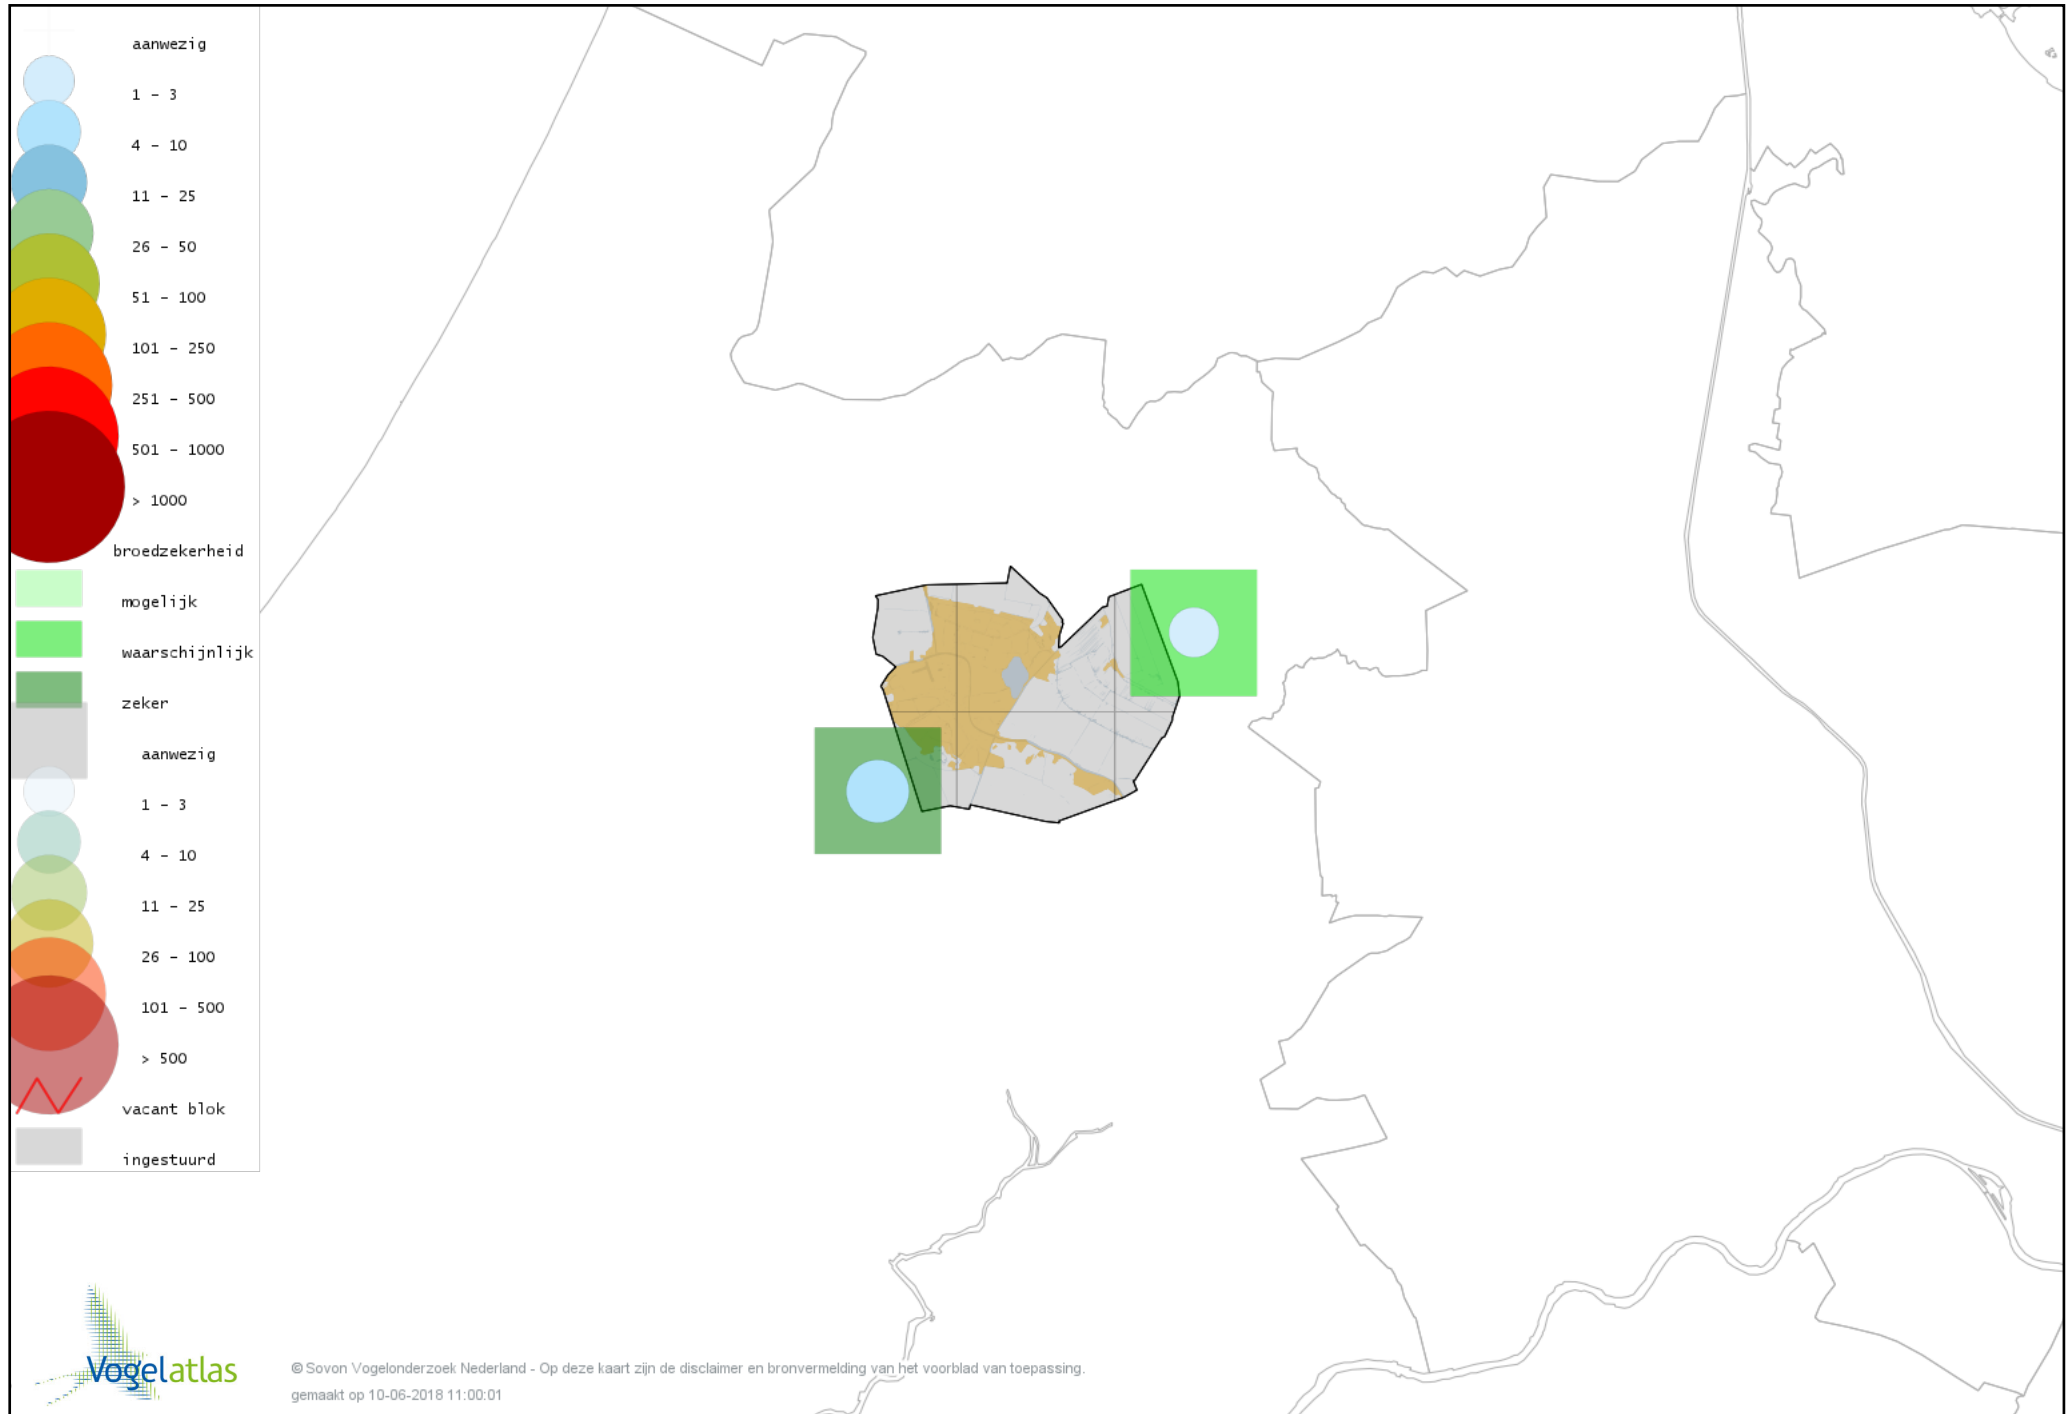 aanwezig
1 - 3
4 - 10
11 - 25
26 - 50
51 - 100
101 - 250
251 - 500
501 - 1000
> 1000
broedzekerheid
mogelijk
waarschijnlijk
zeker
aanwezig
1 - 3
4 - 10
11 - 25
26 - 100
101 - 500
> 500
vacant blok
ingestuurd
Vogelatlas
© Sovon Vogelonderzoek Nederland - Op deze kaart zijn de disclaimer en bronvermelding van het voorblad van toepassing.
gemaakt op 10-06-2018 11:00:01